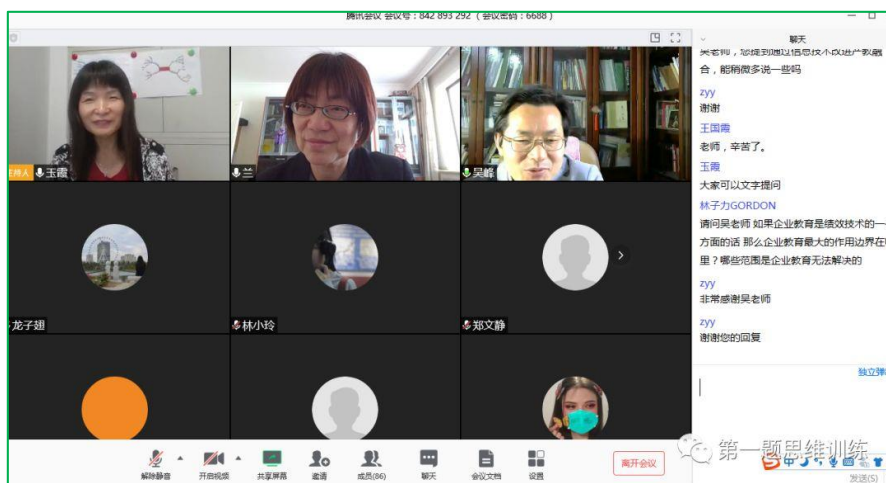 腾讯会议 会议号：842 893 292 （会议密码：6688）
聊天
吴老师，您提到通过信息技术改进产教融
合，能稍微多说一些吗
zyy
谢谢
王国霞
老师，辛苦了。
玉霞
大家可以文字提问
林子力GORDON
请问吴老师 如果企业教育是绩效技术的一
方面的话 那么企业教育最大的作用边界在
里？哪些范围是企业教育无法解决的
zyy
非常感谢吴老师
zyy
谢谢您的回复
持人 玉霞
兰
吴峰
龙子翅
林小玲
郑文静
独立弹
解除静音
开启视频
共享屏幕
邀请
成员(86)
聊天
会议文档
设置
离开会议
第一题思维训练
中
发送(S)